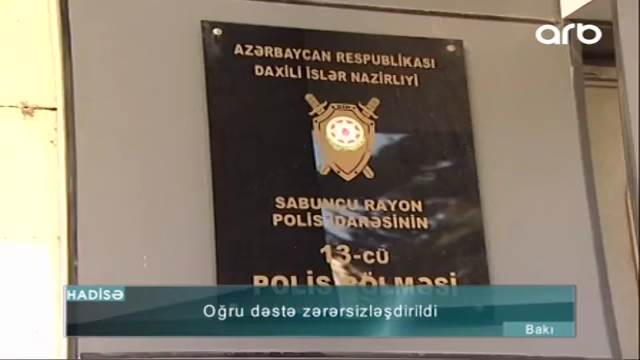 arb
AZƏRBAYCAN RESPUBLİKASI
DAXİLİ İŞLƏR NAZİRLİYİ
SABUNÇU RAYON
POLİS İDARƏSİNİN
13-CÜ
POLİS BÖLMƏSİ
HADİSƏ
Oğru dəstə zərərsizləşdirildi
Bakı